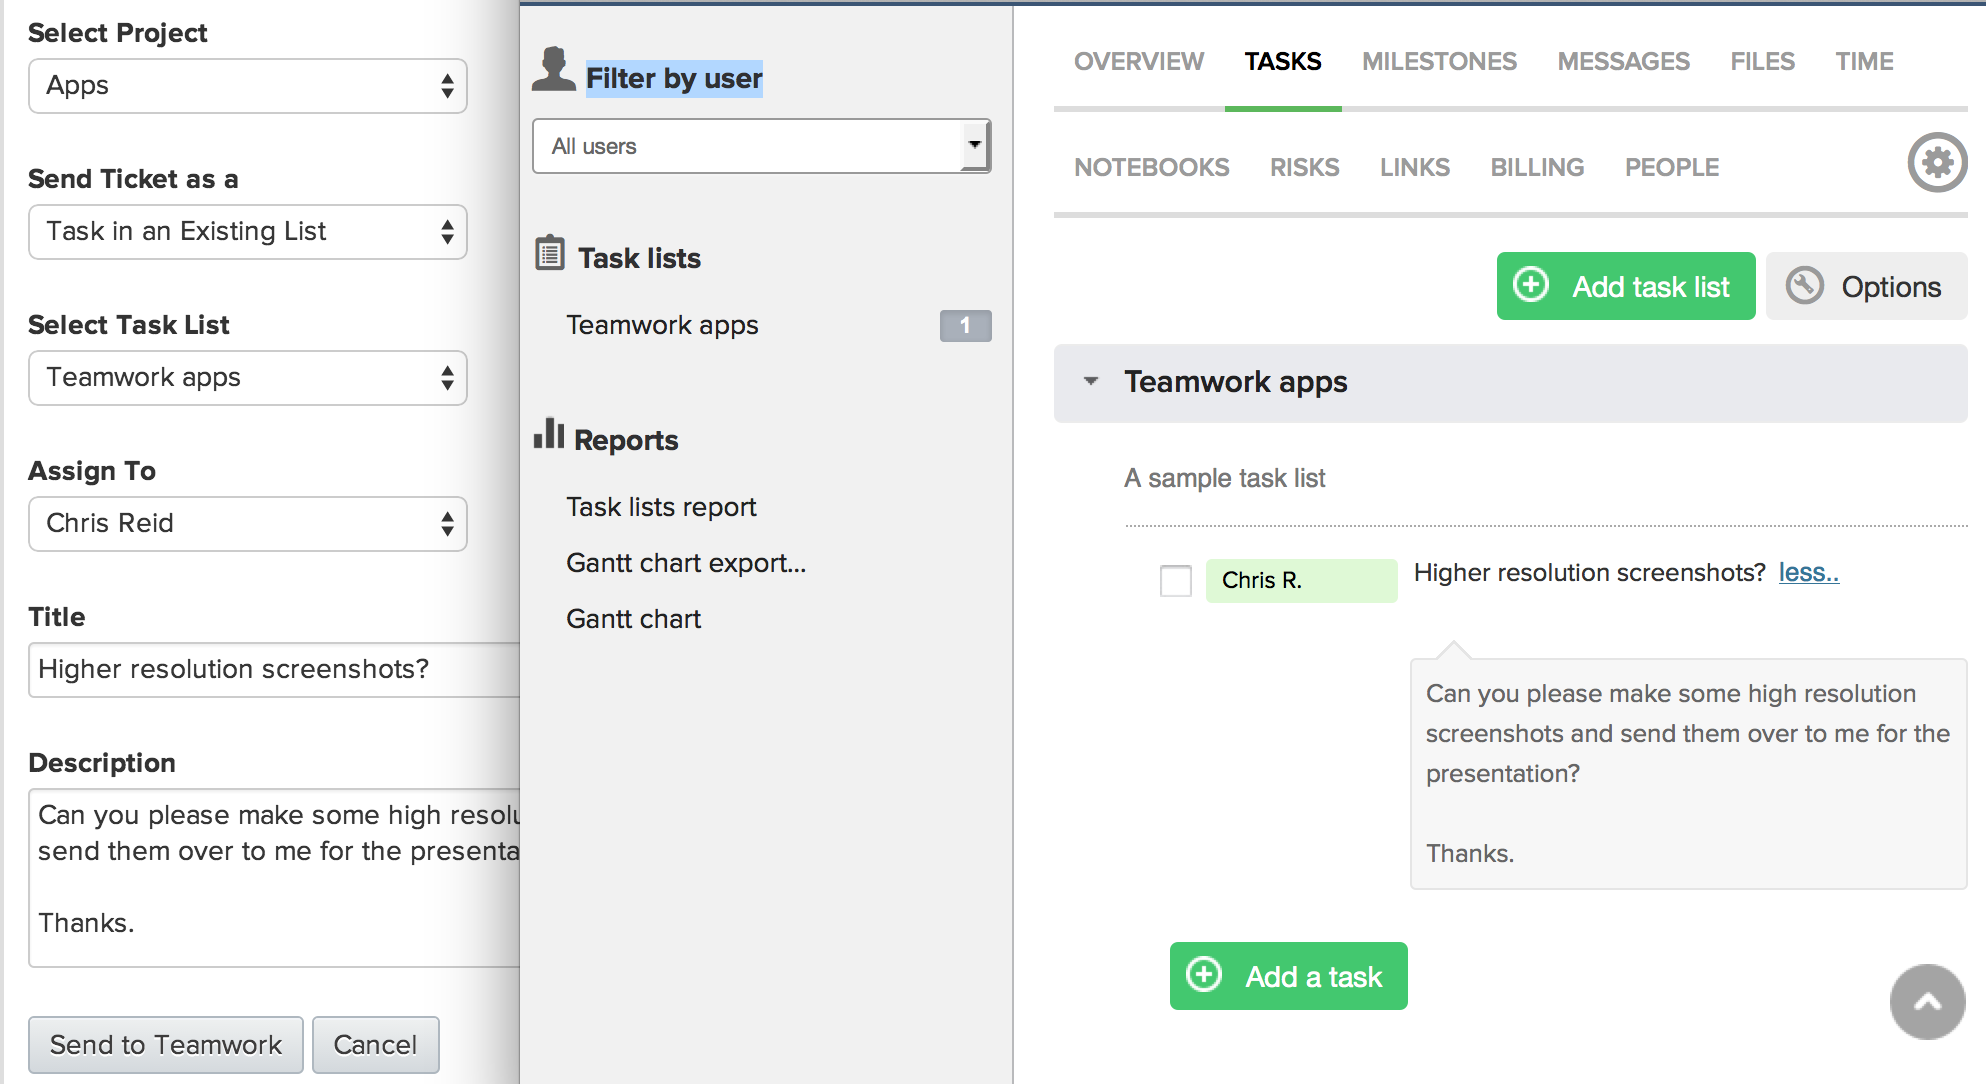 Select Project
Apps
Send Ticket as a
Task in an Existing List
Select Task List
Teamwork apps
Assign To
Chris Reid
Title
Higher resolution screenshots?
Description
Can you please make some high resolu
send them over to me for the presenta
Thanks.
Send to Teamwork
Cancel
Filter by user
All users
Task lists
Teamwork apps 1
Reports
Task lists report
Gantt chart export...
Gantt chart
OVERVIEW TASKS MILESTONES MESSAGES FILES TIME
NOTEBOOKS RISKS LINKS BILLING PEOPLE
Add task list
Options
Teamwork apps
A sample task list
Chris R. Higher resolution screenshots? less..
Can you please make some high resolution
screenshots and send them over to me for the
presentation?
Thanks.
Add a task